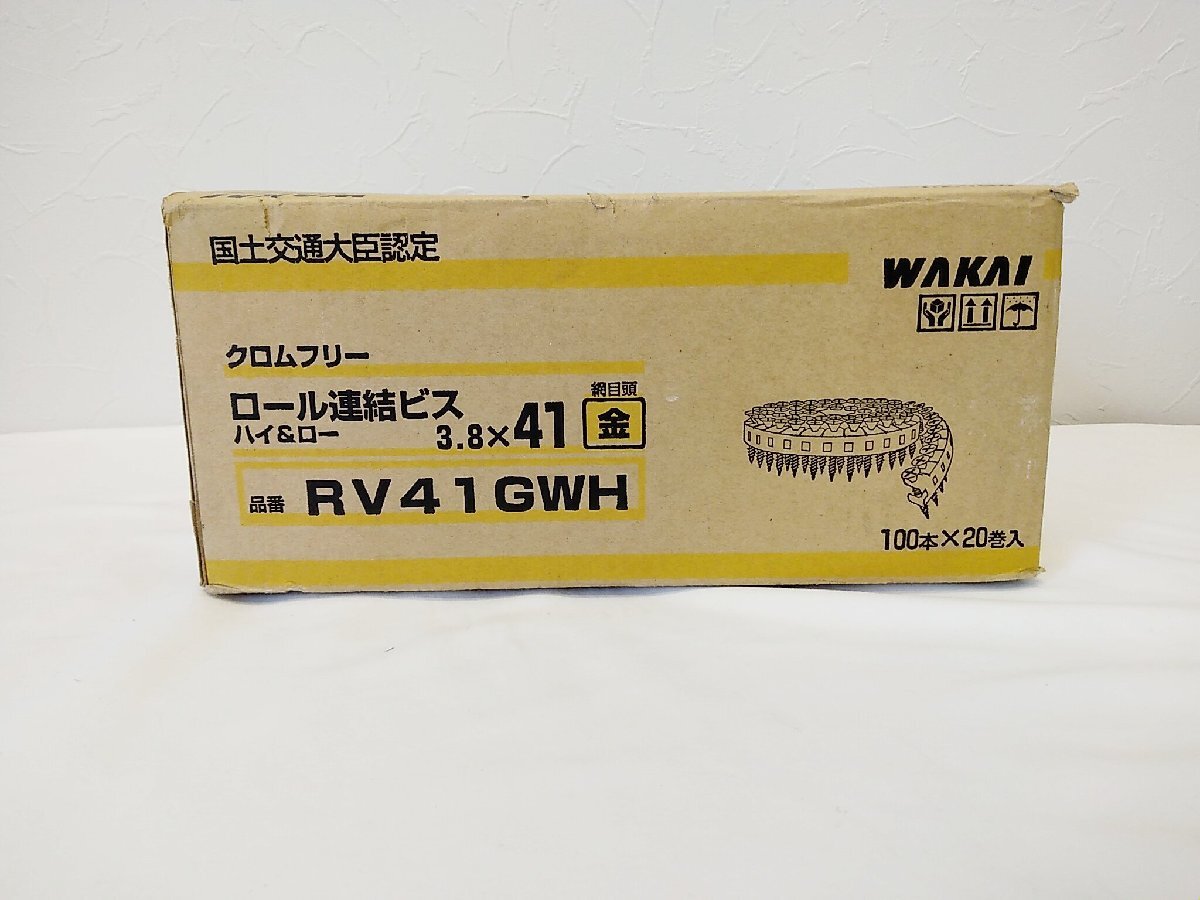 国土交通大臣認定
WAKAI
クロムフリー
ロール連結ビス
ハイ&ロー
3.8×41
網目頭
金
品番 RV41GWH
100本×20巻入